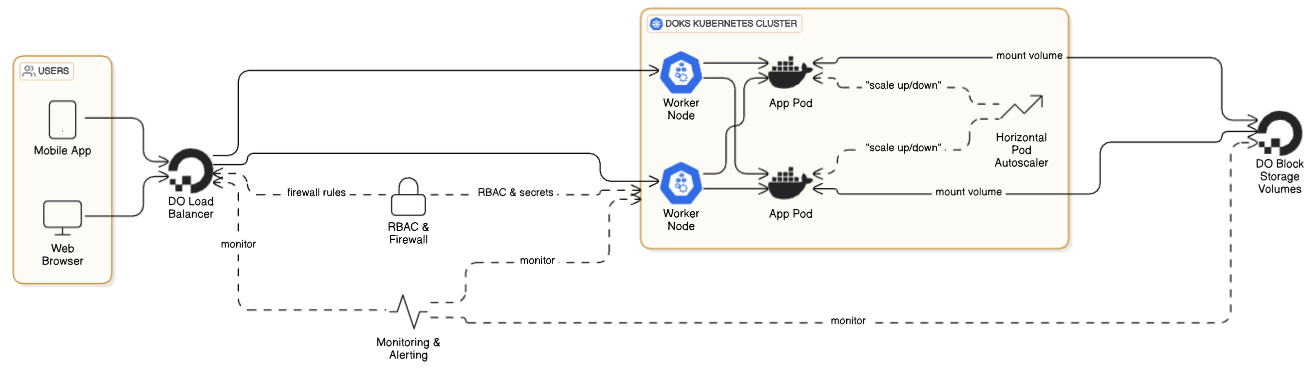 USERS
Mobile App
Web
Browser
DO Load
Balancer
firewall rules
RBAC & secrets
RBAC &
Firewall
monitor
monitor
monitor
Monitoring &
Alerting
DOKS KUBERNETES CLUSTER
Worker
Node
App Pod
Worker
Node
App Pod
mount volume
"scale up/down"
"scale up/down"
Horizontal
Pod
Autoscaler
mount volume
DO Block
Storage
Volumes